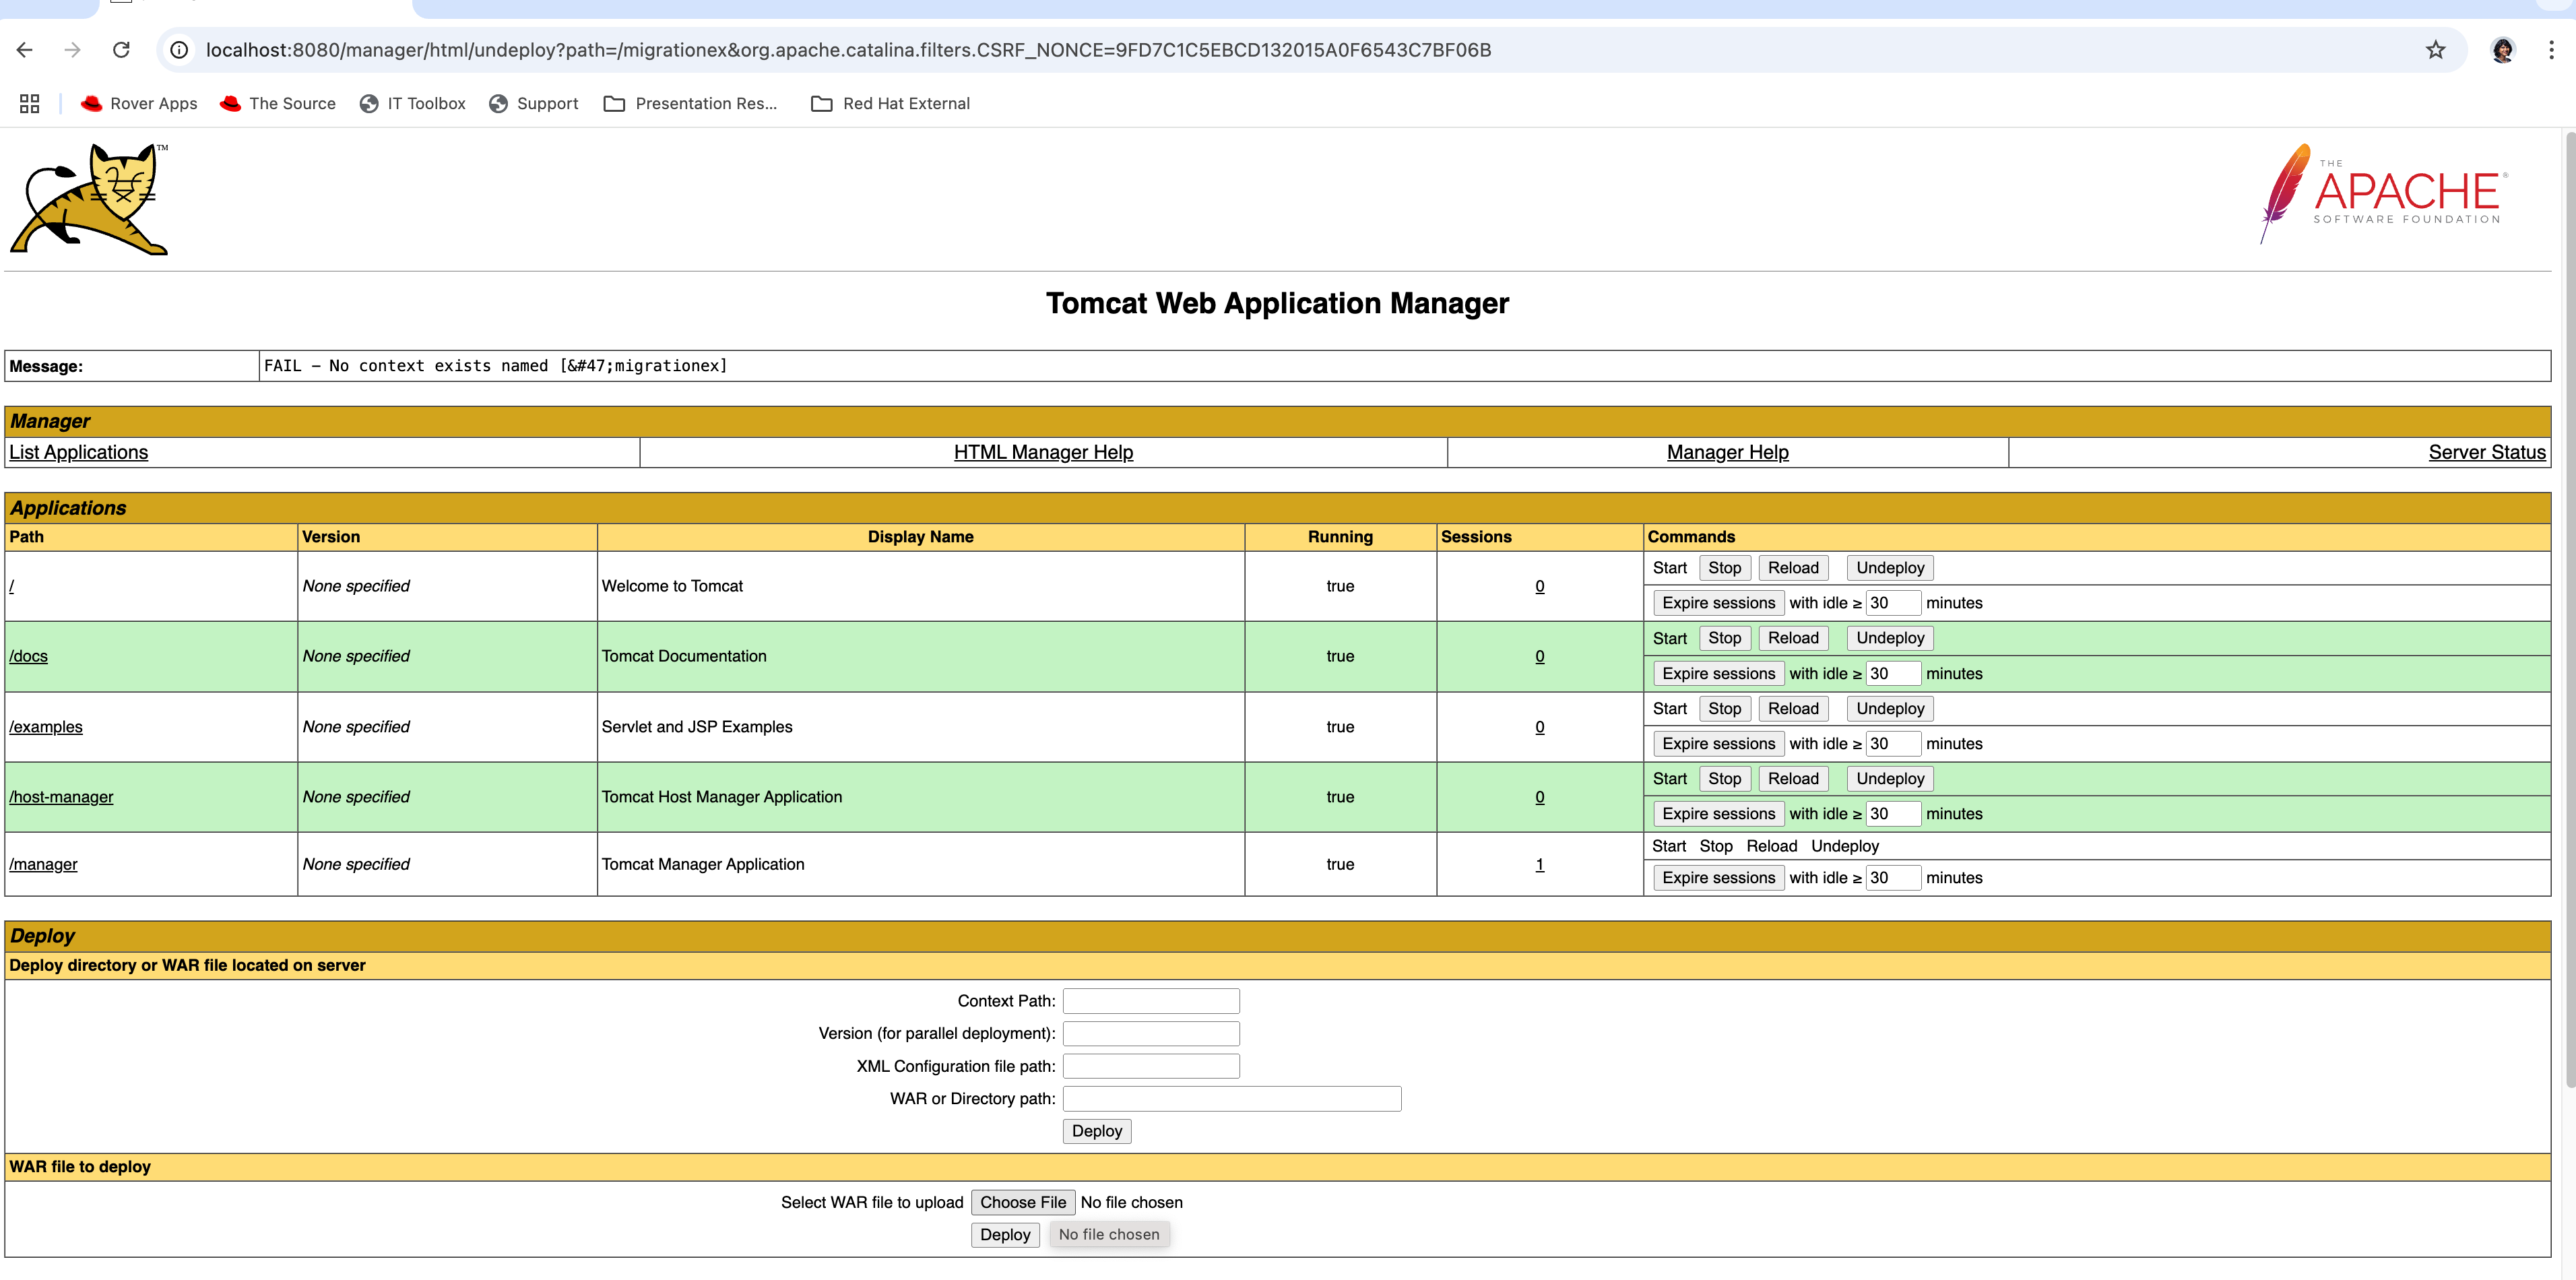 localhost:8080/manager/html/undeploy?path=/migrationex&org.apache.catalina.filters.CSRF_NONCE=9FD7C1C5EBCD132015A0F6543C7BF06B
Rover Apps The Source IT Toolbox Support Presentation Res... Red Hat External
TM
THE
APACHE®
SOFTWARE FOUNDATION
Tomcat Web Application Manager
Message: FAIL – No context exists named [&#47;migrationex]
Manager
List Applications HTML Manager Help Manager Help Server Status
Applications
Path Version Display Name Running Sessions Commands
/ None specified Welcome to Tomcat true 0 Start Stop Reload Undeploy
Expire sessions with idle ≥ 30 minutes
/docs None specified Tomcat Documentation true 0 Start Stop Reload Undeploy
Expire sessions with idle ≥ 30 minutes
/examples None specified Servlet and JSP Examples true 0 Start Stop Reload Undeploy
Expire sessions with idle ≥ 30 minutes
/host-manager None specified Tomcat Host Manager Application true 0 Start Stop Reload Undeploy
Expire sessions with idle ≥ 30 minutes
/manager None specified Tomcat Manager Application true 1 Start Stop Reload Undeploy
Expire sessions with idle ≥ 30 minutes
Deploy
Deploy directory or WAR file located on server
Context Path:
Version (for parallel deployment):
XML Configuration file path:
WAR or Directory path:
Deploy
WAR file to deploy
Select WAR file to upload Choose File No file chosen
Deploy No file chosen